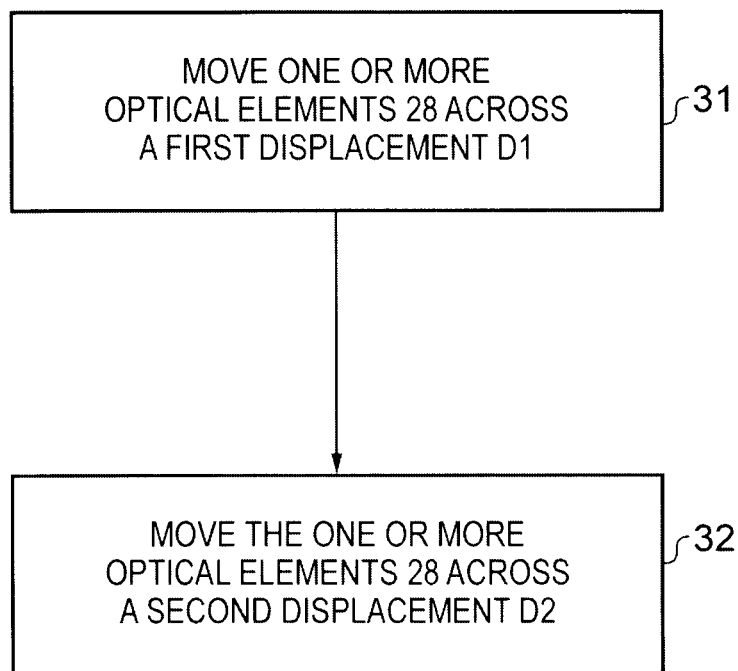 MOVE ONE OR MORE
OPTICAL ELEMENTS 28 ACROSS
A FIRST DISPLACEMENT D1
31
MOVE THE ONE OR MORE
OPTICAL ELEMENTS 28 ACROSS
A SECOND DISPLACEMENT D2
32